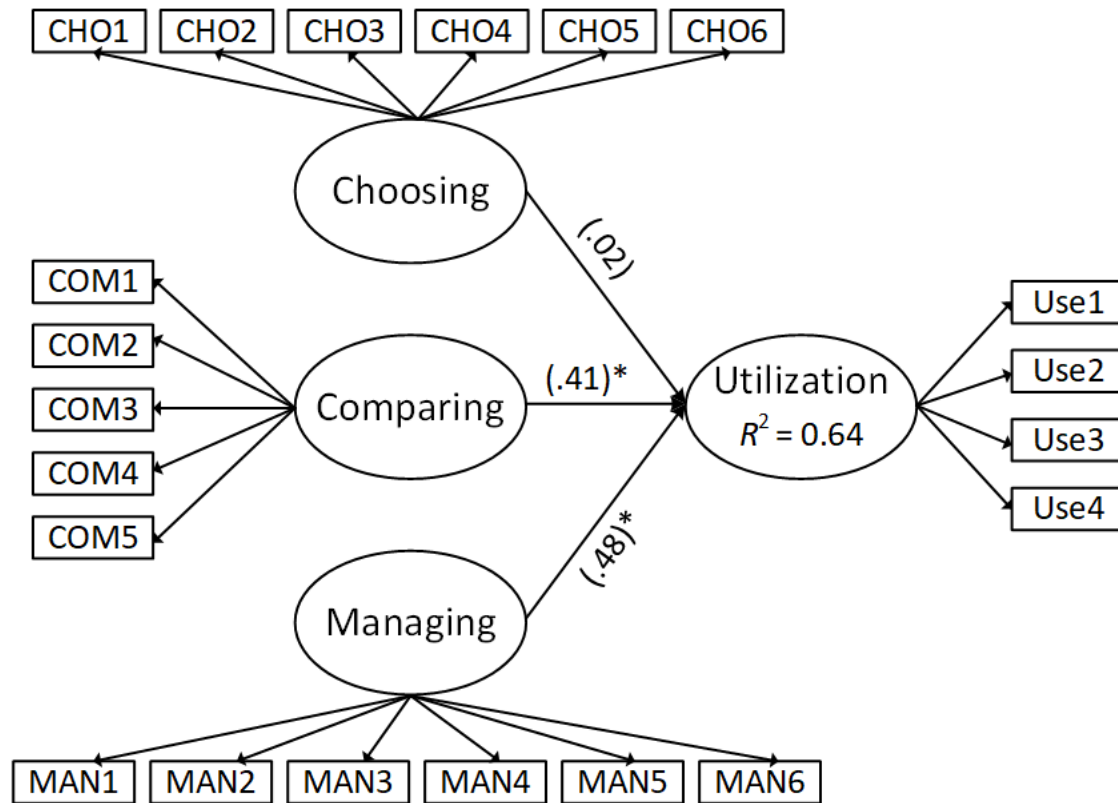 CHO1 CHO2 CHO3 CHO4 CHO5 CHO6
Choosing
(.02)
COM1
COM2
COM3
COM4
COM5
Comparing
(.41)*
Utilization
R² = 0.64
Use1
Use2
Use3
Use4
(.48)*
Managing
MAN1 MAN2 MAN3 MAN4 MAN5 MAN6